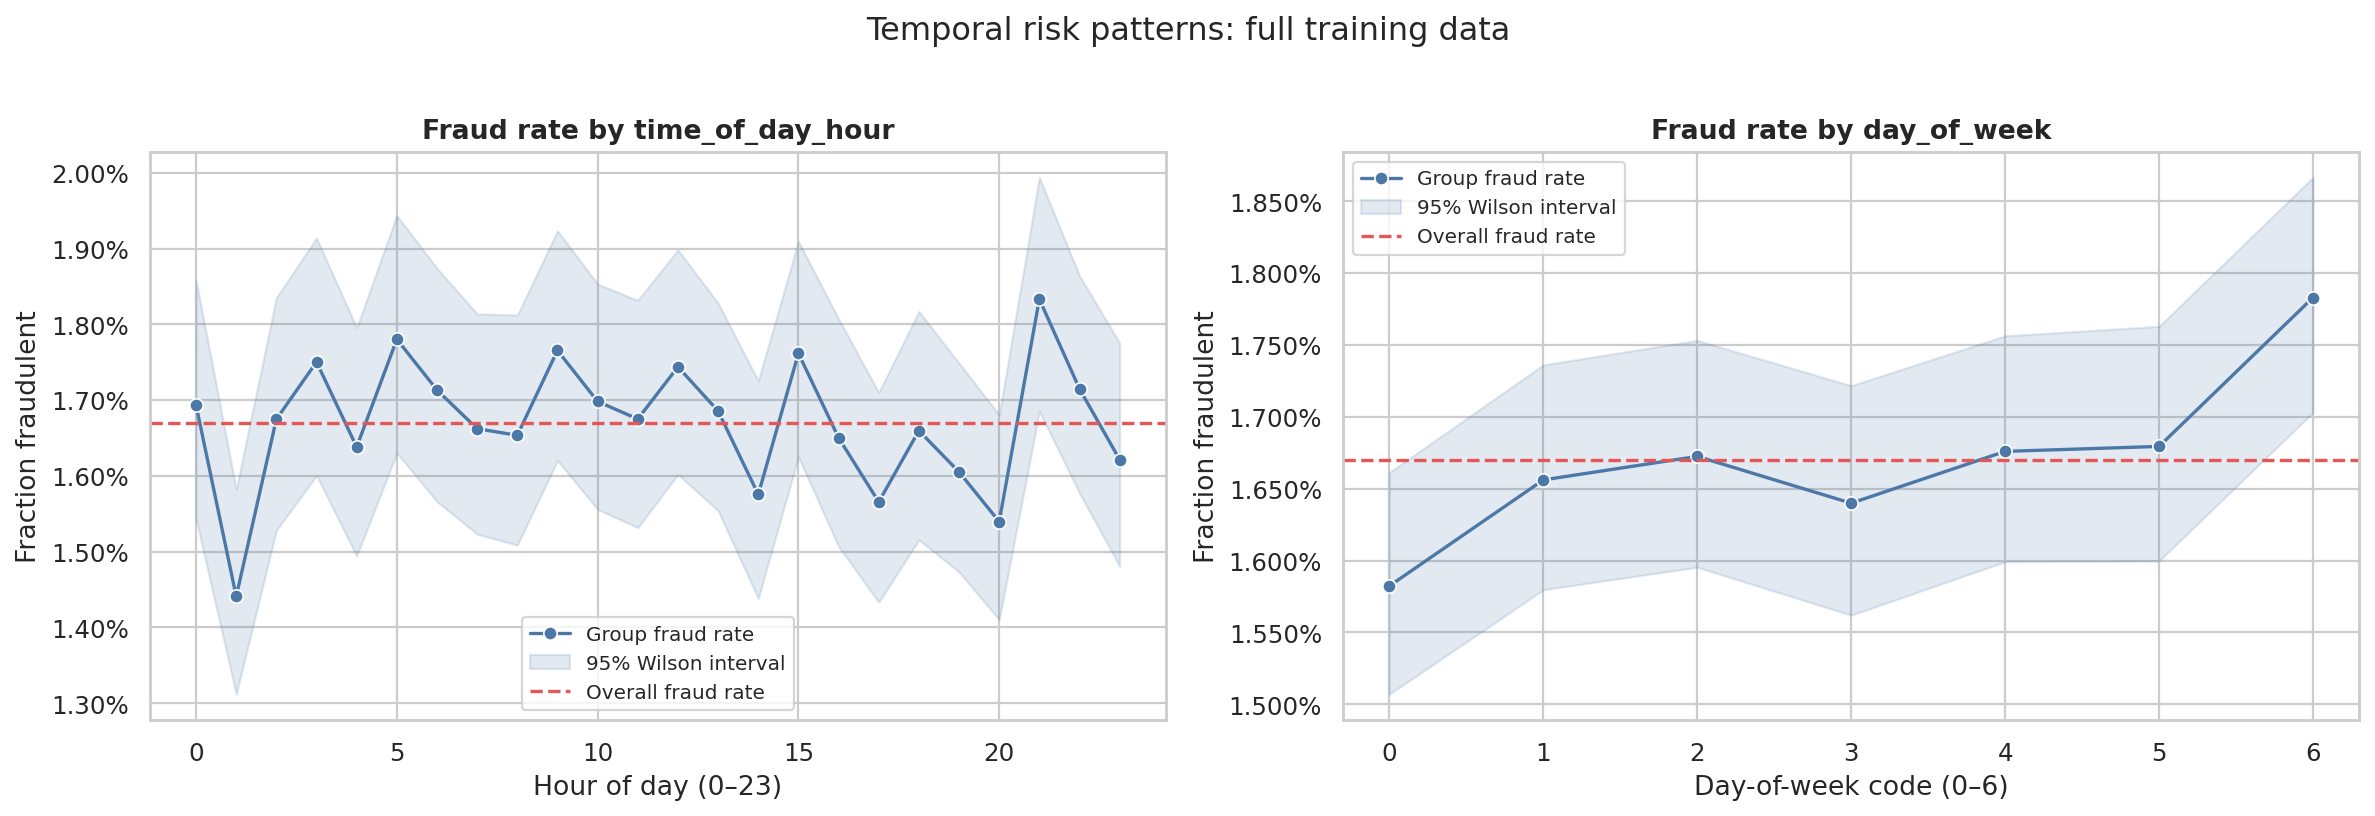 Temporal risk patterns: full training data
Fraud rate by time_of_day_hour
Fraction fraudulent
2.00%
1.90%
1.80%
1.70%
1.60%
1.50%
1.40%
1.30%
Group fraud rate
95% Wilson interval
Overall fraud rate
0
5
10
15
20
Hour of day (0–23)
Fraud rate by day_of_week
Fraction fraudulent
1.850%
1.800%
1.750%
1.700%
1.650%
1.600%
1.550%
1.500%
Group fraud rate
95% Wilson interval
Overall fraud rate
0
1
2
3
4
5
6
Day-of-week code (0–6)